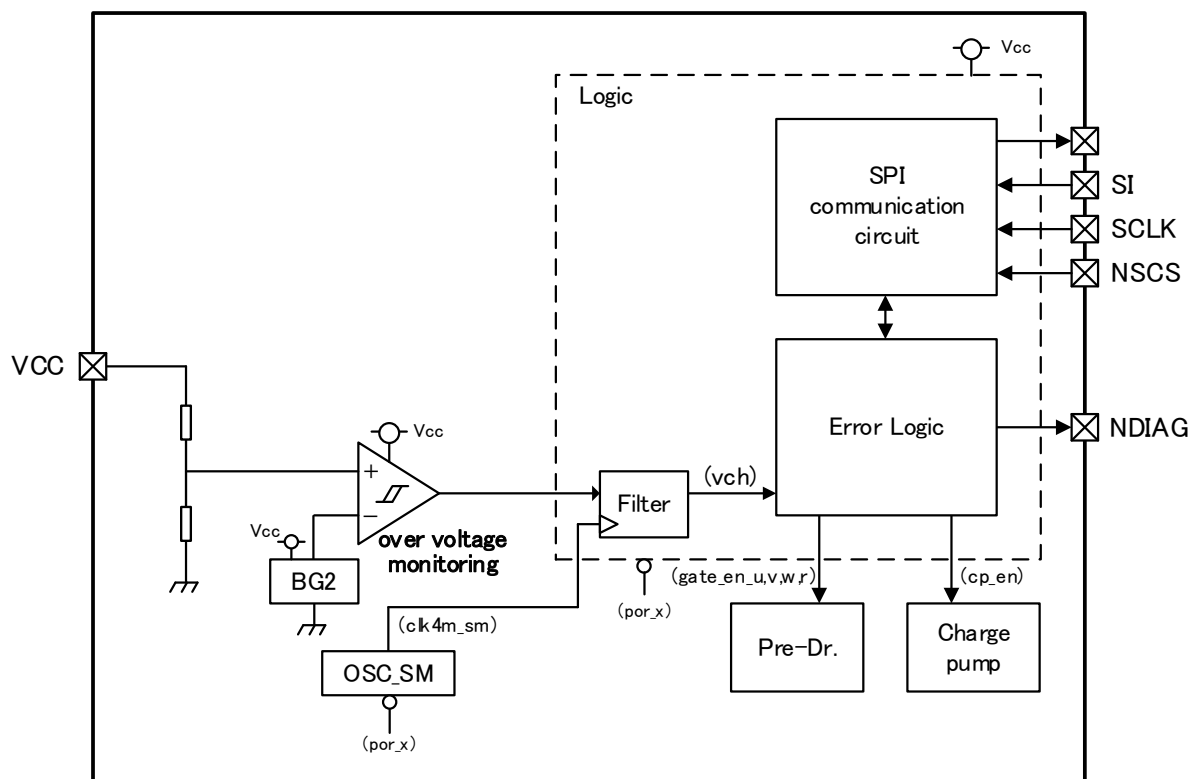 Vcc
Logic
SPI
communication
circuit
SI
SCLK
NSCS
VCC
Error Logic
NDIAG
Vcc
+
−
(vch)
Filter
over voltage
monitoring
Vcc
BG2
(gate_en_u,v,w,r)
(cp_en)
(por_x)
(clk4m_sm)
Pre-Dr.
Charge
pump
OSC_SM
(por_x)